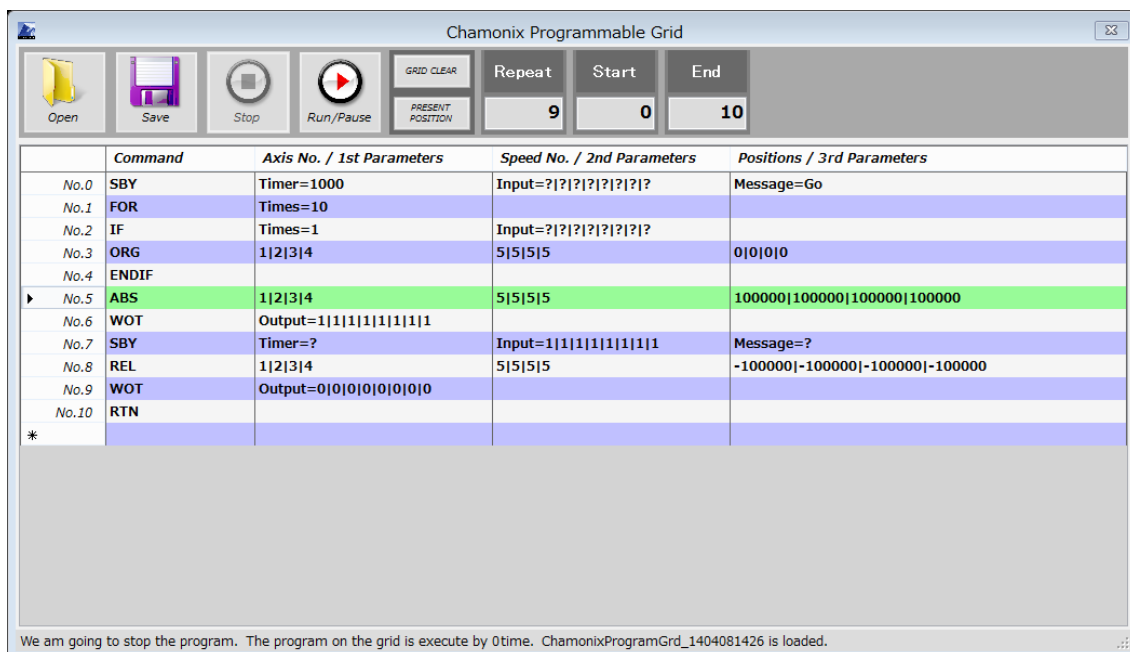 Chamonix Programmable Grid
Open
Save
Stop
Run/Pause
GRID CLEAR
PRESENT POSITION
Repeat Start End
9 0 10
Command Axis No. / 1st Parameters Speed No. / 2nd Parameters Positions / 3rd Parameters
No.0 SBY Timer=1000 Input=?|?|?|?|?|?|?|? Message=Go
No.1 FOR Times=10
No.2 IF Times=1 Input=?|?|?|?|?|?|?|?
No.3 ORG 1|2|3|4 5|5|5|5 0|0|0|0
No.4 ENDIF
No.5 ABS 1|2|3|4 5|5|5|5 100000|100000|100000|100000
No.6 WOT Output=1|1|1|1|1|1|1|1
No.7 SBY Timer=? Input=1|1|1|1|1|1|1|1 Message=?
No.8 REL 1|2|3|4 5|5|5|5 -100000|-100000|-100000|-100000
No.9 WOT Output=0|0|0|0|0|0|0|0
No.10 RTN
We am going to stop the program. The program on the grid is execute by 0time. ChamonixProgramGrd_1404081426 is loaded.